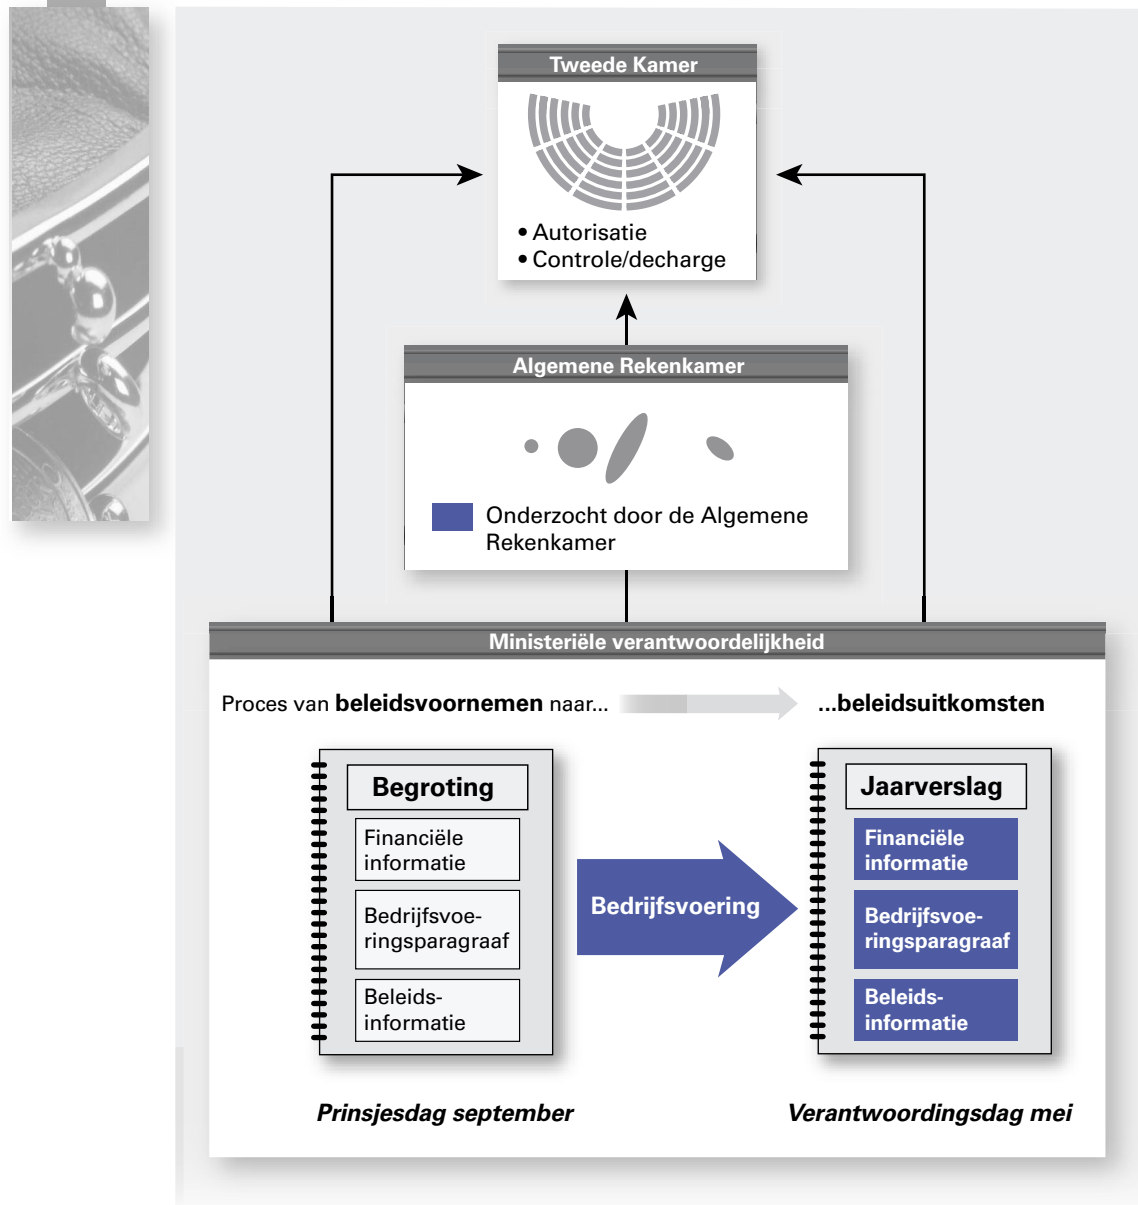 Tweede Kamer
• Autorisatie
• Controle/decharge
Algemene Rekenkamer
Onderzocht door de Algemene
Rekenkamer
Ministeriële verantwoordelijkheid
Proces van beleidsvoornemen naar...
...beleidsuitkomsten
Begroting
Financiële
informatie
Bedrijfsvoe-
ringsparagraaf
Beleids-
informatie
Bedrijfsvoering
Jaarverslag
Financiële
informatie
Bedrijfsvoe-
ringsparagraaf
Beleids-
informatie
Prinsjesdag september
Verantwoordingsdag mei